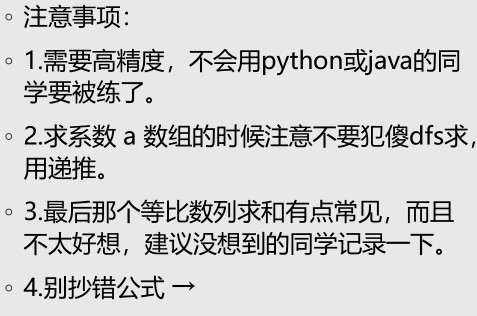 ◦ 注意事项：
◦ 1.需要高精度，不会用python或java的同
学要被练了。
◦ 2.求系数 a 数组的时候注意不要犯傻dfs求，
用递推。
◦ 3.最后那个等比数列求和有点常见，而且
不太好想，建议没想到的同学记录一下。
◦ 4.别抄错公式 →